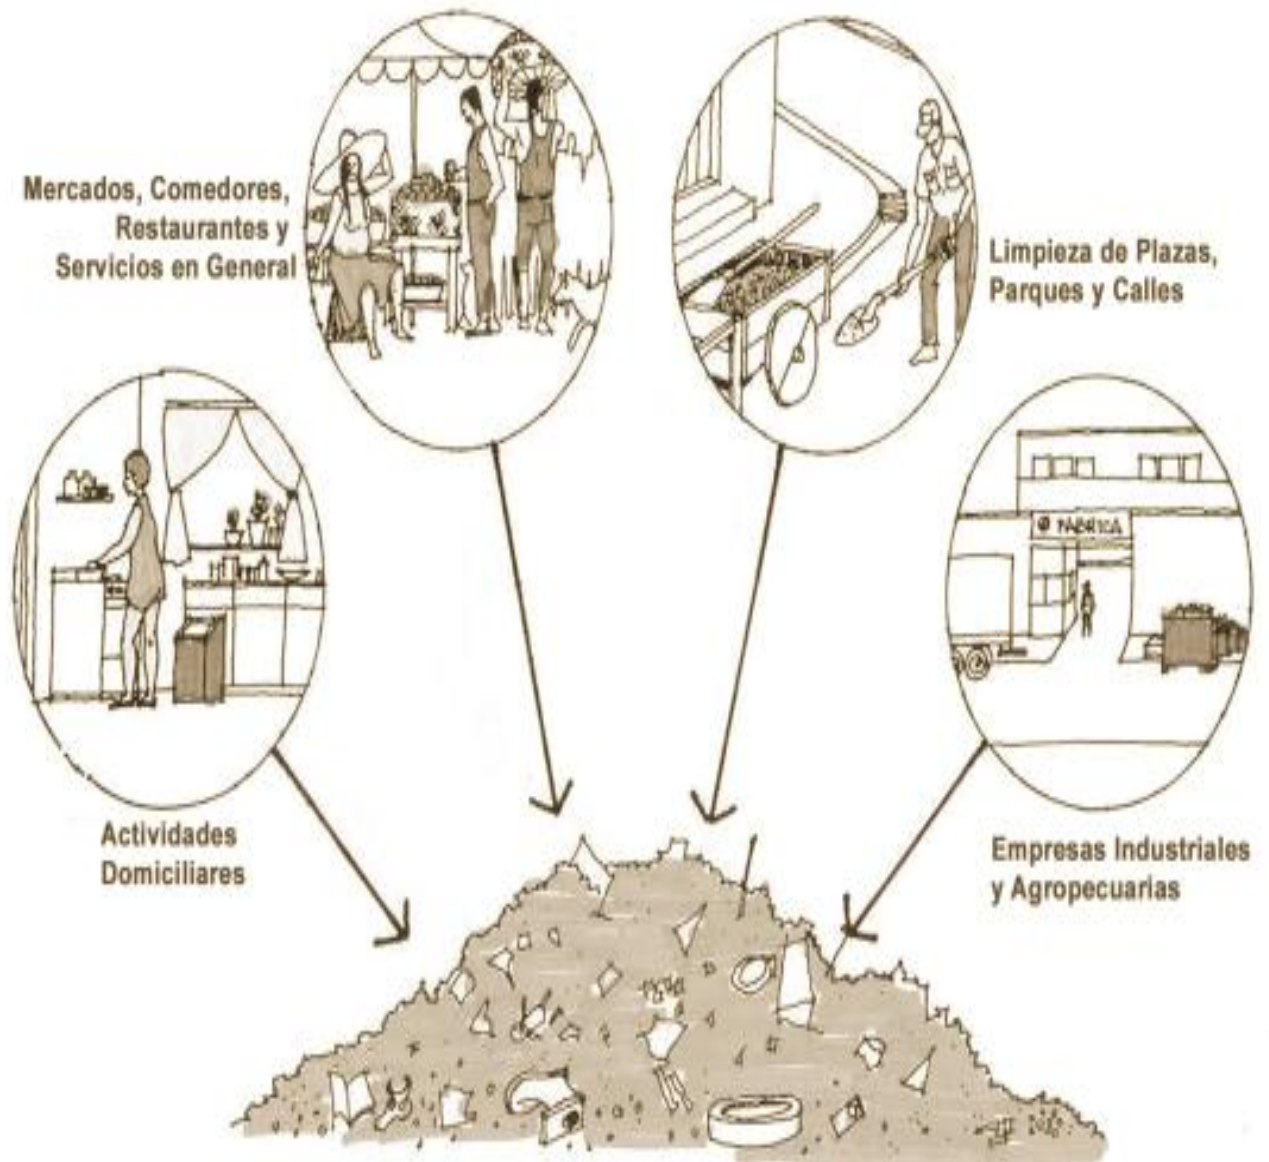 Mercados, Comedores,
Restaurantes y
Servicios en General
Limpieza de Plazas,
Parques y Calles
FABRICA
Actividades
Domiciliares
Empresas Industriales
y Agropecuarias